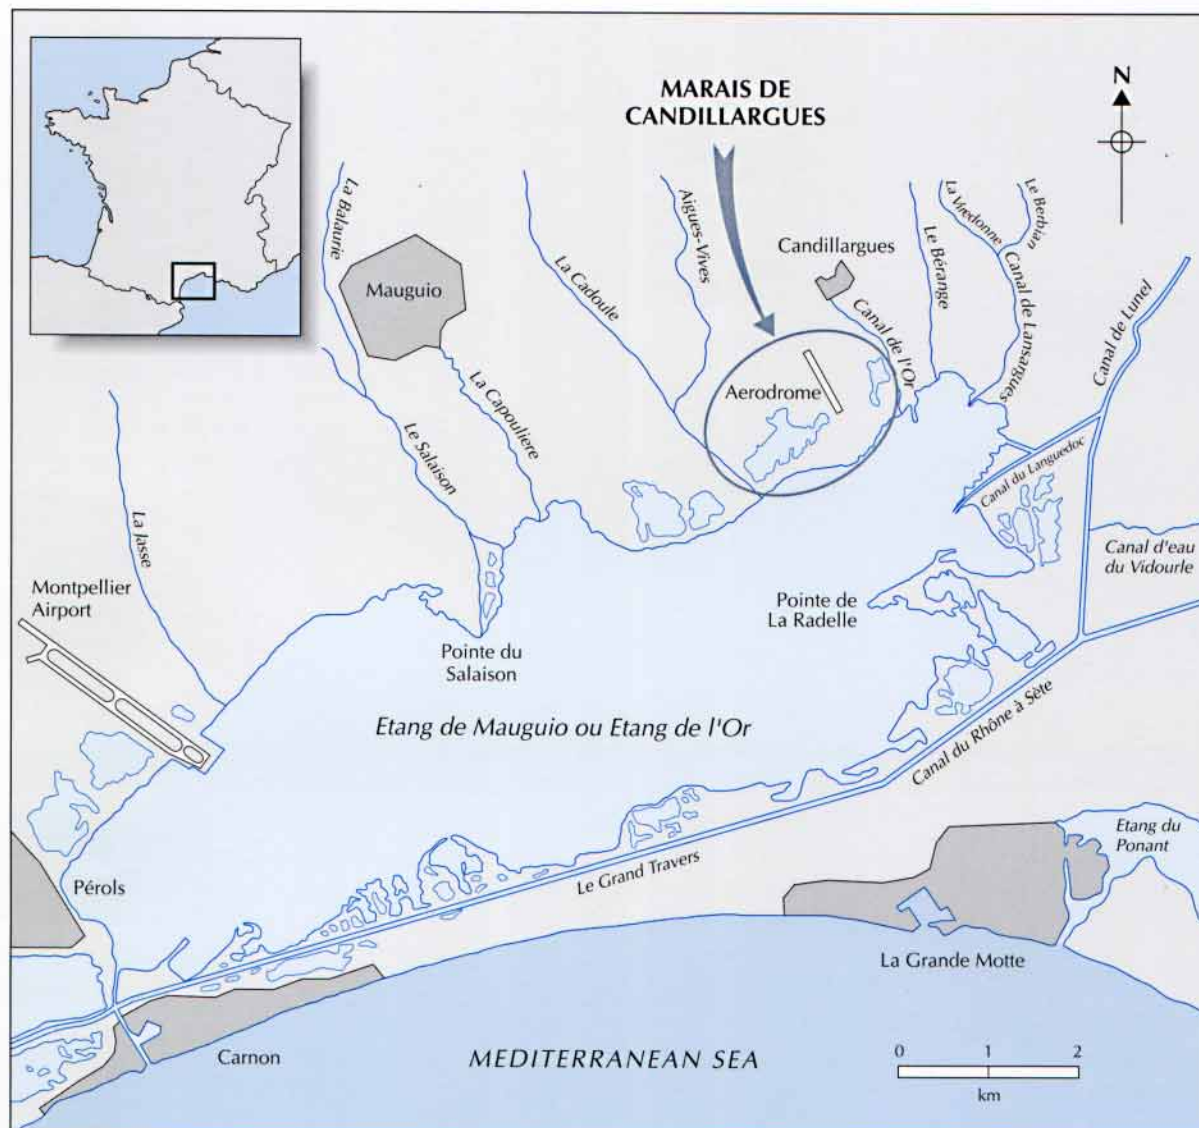 MARAIS DE
CANDILLARGUES
N
La Balaurie
Mauguio
La Cadoule
Aigues-Vives
Candillargues
Le Bérange
La Viredonne
Le Berbian
Canal de Lansargues
Canal de Lunel
Canal de l'Or
Aerodrome
La Capouliere
Le Salaison
La Jasse
Canal du Languedoc
Canal d'eau
du Vidourle
Montpellier
Airport
Pointe de
La Radelle
Pointe du
Salaison
Etang de Mauguio ou Etang de l'Or
Canal du Rhône à Sète
Etang du
Ponant
Le Grand Travers
Pérols
La Grande Motte
Carnon
MEDITERRANEAN SEA
0 1 2
km